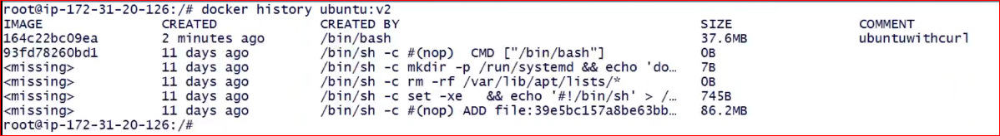 root@ip-172-31-20-126:/# docker history ubuntu:v2
IMAGE CREATED CREATED BY SIZE COMMENT
164c22bc09ea 2 minutes ago /bin/bash 37.6MB ubuntuwithcurl
93fd78260bd1 11 days ago /bin/sh -c #(nop) CMD ["/bin/bash"] 0B
<missing> 11 days ago /bin/sh -c mkdir -p /run/systemd && echo 'do… 7B
<missing> 11 days ago /bin/sh -c rm -rf /var/lib/apt/lists/* 0B
<missing> 11 days ago /bin/sh -c set -xe && echo '#!/bin/sh' > /… 745B
<missing> 11 days ago /bin/sh -c #(nop) ADD file:39e5bc157a8be63bb… 86.2MB
root@ip-172-31-20-126:/#